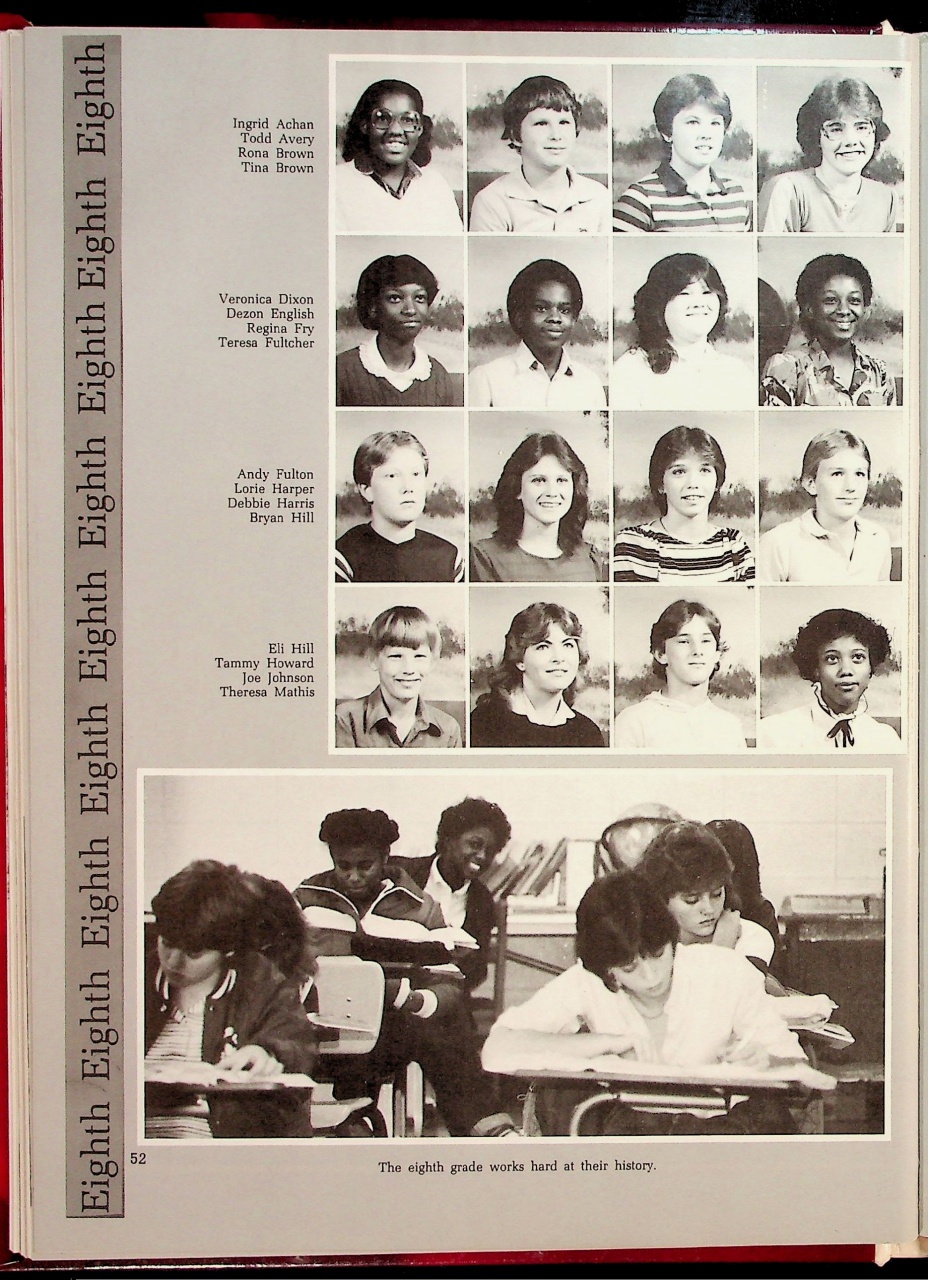 Eighth Eighth Eighth Eighth Eighth Eighth Eighth Eighth Eighth
Ingrid Achan
Todd Avery
Rona Brown
Tina Brown
Veronica Dixon
Dezon English
Regina Fry
Teresa Fultcher
Andy Fulton
Lorie Harper
Debbie Harris
Bryan Hill
Eli Hill
Tammy Howard
Joe Johnson
Theresa Mathis
52
The eighth grade works hard at their history.